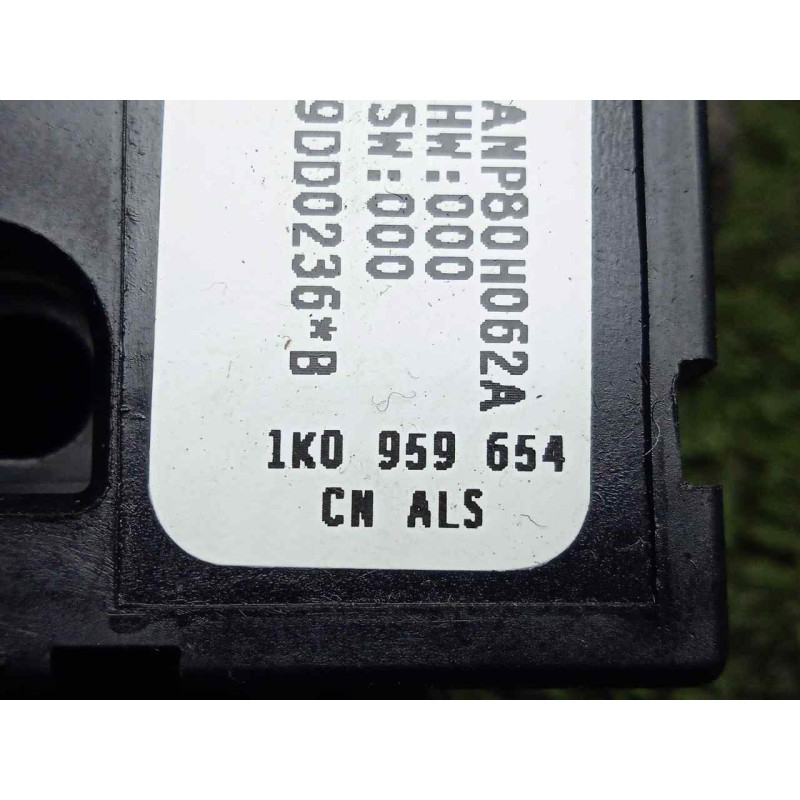 ANP80H062A
HW:000
SW:000
9DD0236*B
1K0 959 654
CN ALS